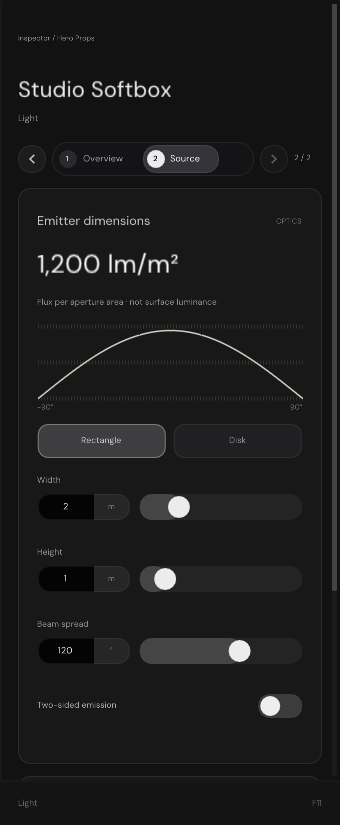 Inspector / Hero Props
Studio Softbox
Light
1 Overview 2 Source 2 / 2
Emitter dimensions OPTICS
1,200 lm/m²
Flux per aperture area · not surface luminance
-90° 90°
Rectangle Disk
Width
2 m
Height
1 m
Beam spread
120 °
Two-sided emission
Light F11